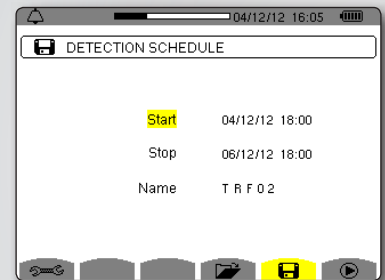 04/12/12 16:05
DETECTION SCHEDULE
Start 04/12/12 18:00
Stop 06/12/12 18:00
Name T R F 0 2